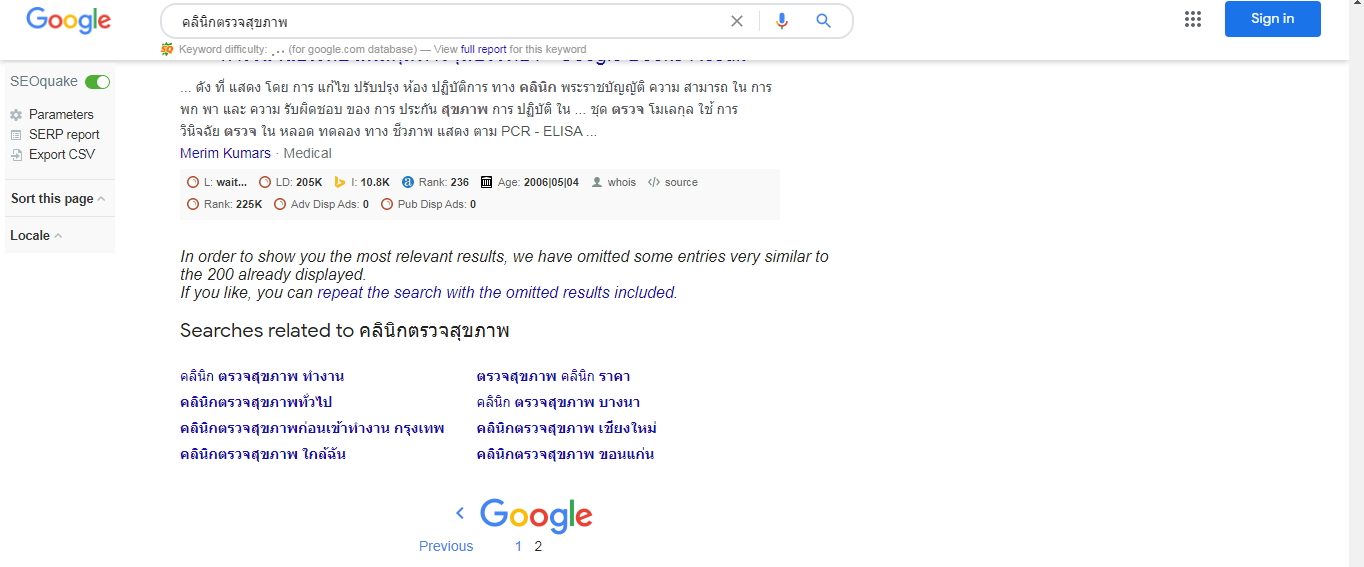 Google
คลินิกตรวจสุขภาพ
Sign in
Keyword difficulty: (for google.com database) — View full report for this keyword
SEOquake
Parameters
SERP report
Export CSV
Sort this page
Locale
... ดัง ที่ แสดง โดย การ แก้ไข ปรับปรุง ห้อง ปฏิบัติการ ทาง คลินิก พระราชบัญญัติ ความ สามารถ ใน การ
พก พา และ ความ รับผิดชอบ ของ การ ประกัน สุขภาพ การ ปฏิบัติ ใน ... ชุด ตรวจ โมเลกุล ใช้ การ
วินิจฉัย ตรวจ ใน หลอด ทดลอง ทาง ชีวภาพ แสดง ตาม PCR - ELISA ...
Merim Kumars · Medical
L: wait... LD: 205K I: 10.8K Rank: 236 Age: 2006|05|04 whois source
Rank: 225K Adv Disp Ads: 0 Pub Disp Ads: 0
In order to show you the most relevant results, we have omitted some entries very similar to
the 200 already displayed.
If you like, you can repeat the search with the omitted results included.
Searches related to คลินิกตรวจสุขภาพ
คลินิก ตรวจสุขภาพ ทํางาน
ตรวจสุขภาพ คลินิก ราคา
คลินิกตรวจสุขภาพทั่วไป
คลินิก ตรวจสุขภาพ บางนา
คลินิกตรวจสุขภาพก่อนเข้าทํางาน กรุงเทพ
คลินิกตรวจสุขภาพ เชียงใหม่
คลินิกตรวจสุขภาพ ใกล้ฉัน
คลินิกตรวจสุขภาพ ขอนแก่น
Google
Previous 1 2